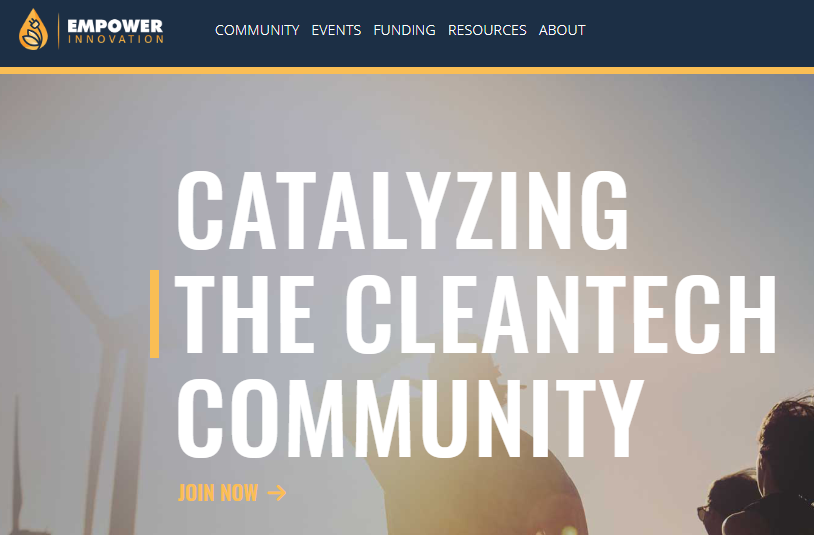 EMPOWER
INNOVATION
COMMUNITY EVENTS FUNDING RESOURCES ABOUT
CATALYZING
THE CLEANTECH
COMMUNITY
JOIN NOW →